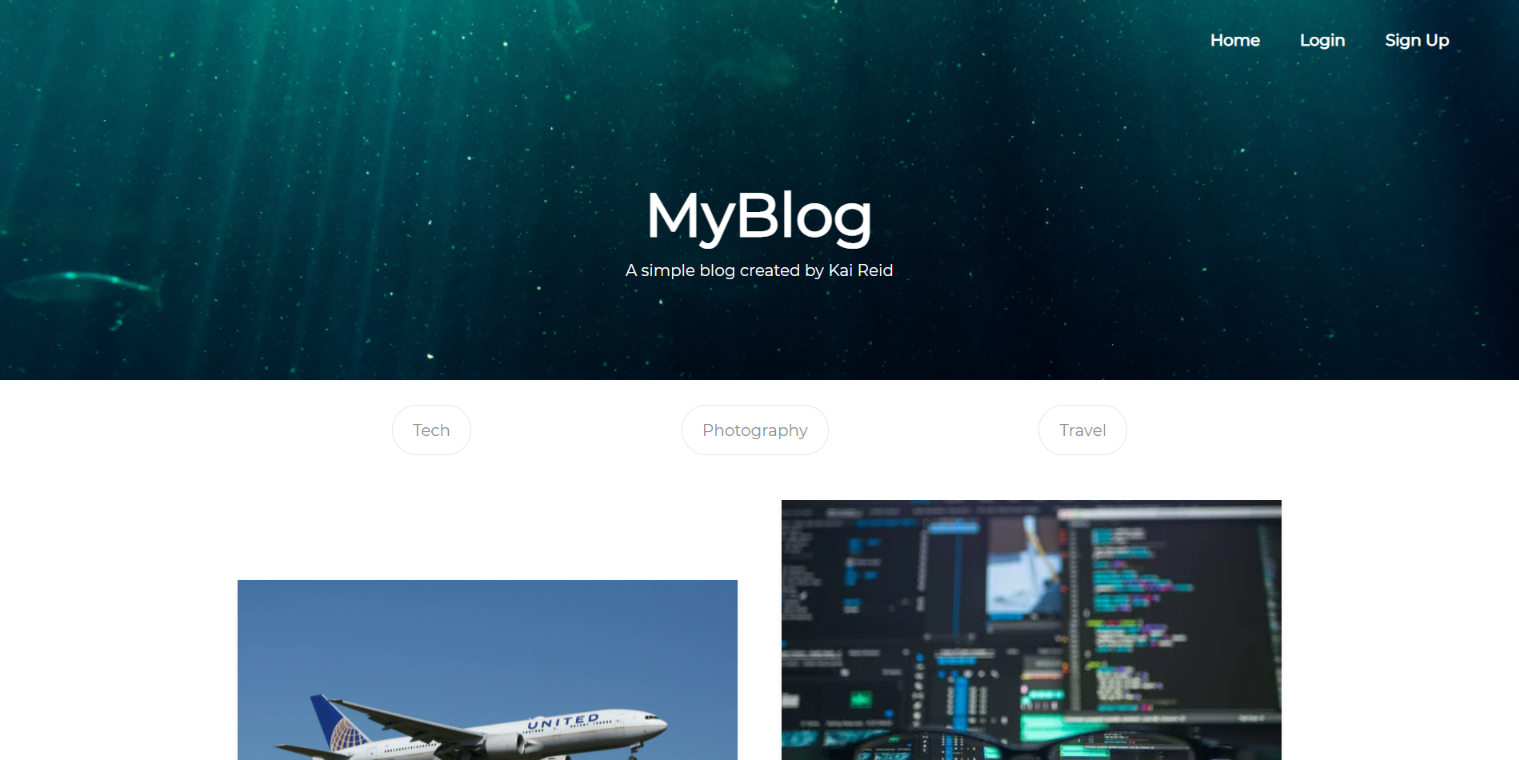 Home Login Sign Up
MyBlog
A simple blog created by Kai Reid
Tech Photography Travel
UNITED